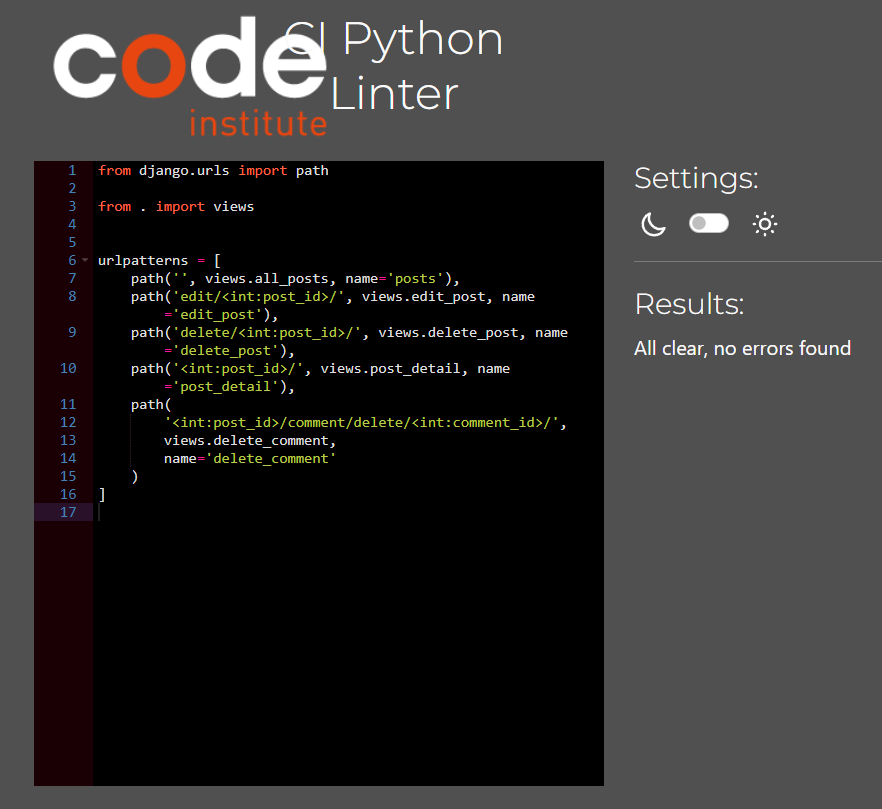 code
institute
CI Python
Linter
1 from django.urls import path
2
3 from . import views
4
5
6 urlpatterns = [
7 path('', views.all_posts, name='posts'),
8 path('edit/<int:post_id>/', views.edit_post, name
='edit_post'),
9 path('delete/<int:post_id>/', views.delete_post, name
='delete_post'),
10 path('<int:post_id>/', views.post_detail, name
='post_detail'),
11 path(
12 '<int:post_id>/comment/delete/<int:comment_id>/',
13 views.delete_comment,
14 name='delete_comment'
15 )
16 ]
17
Settings:
Results:
All clear, no errors found